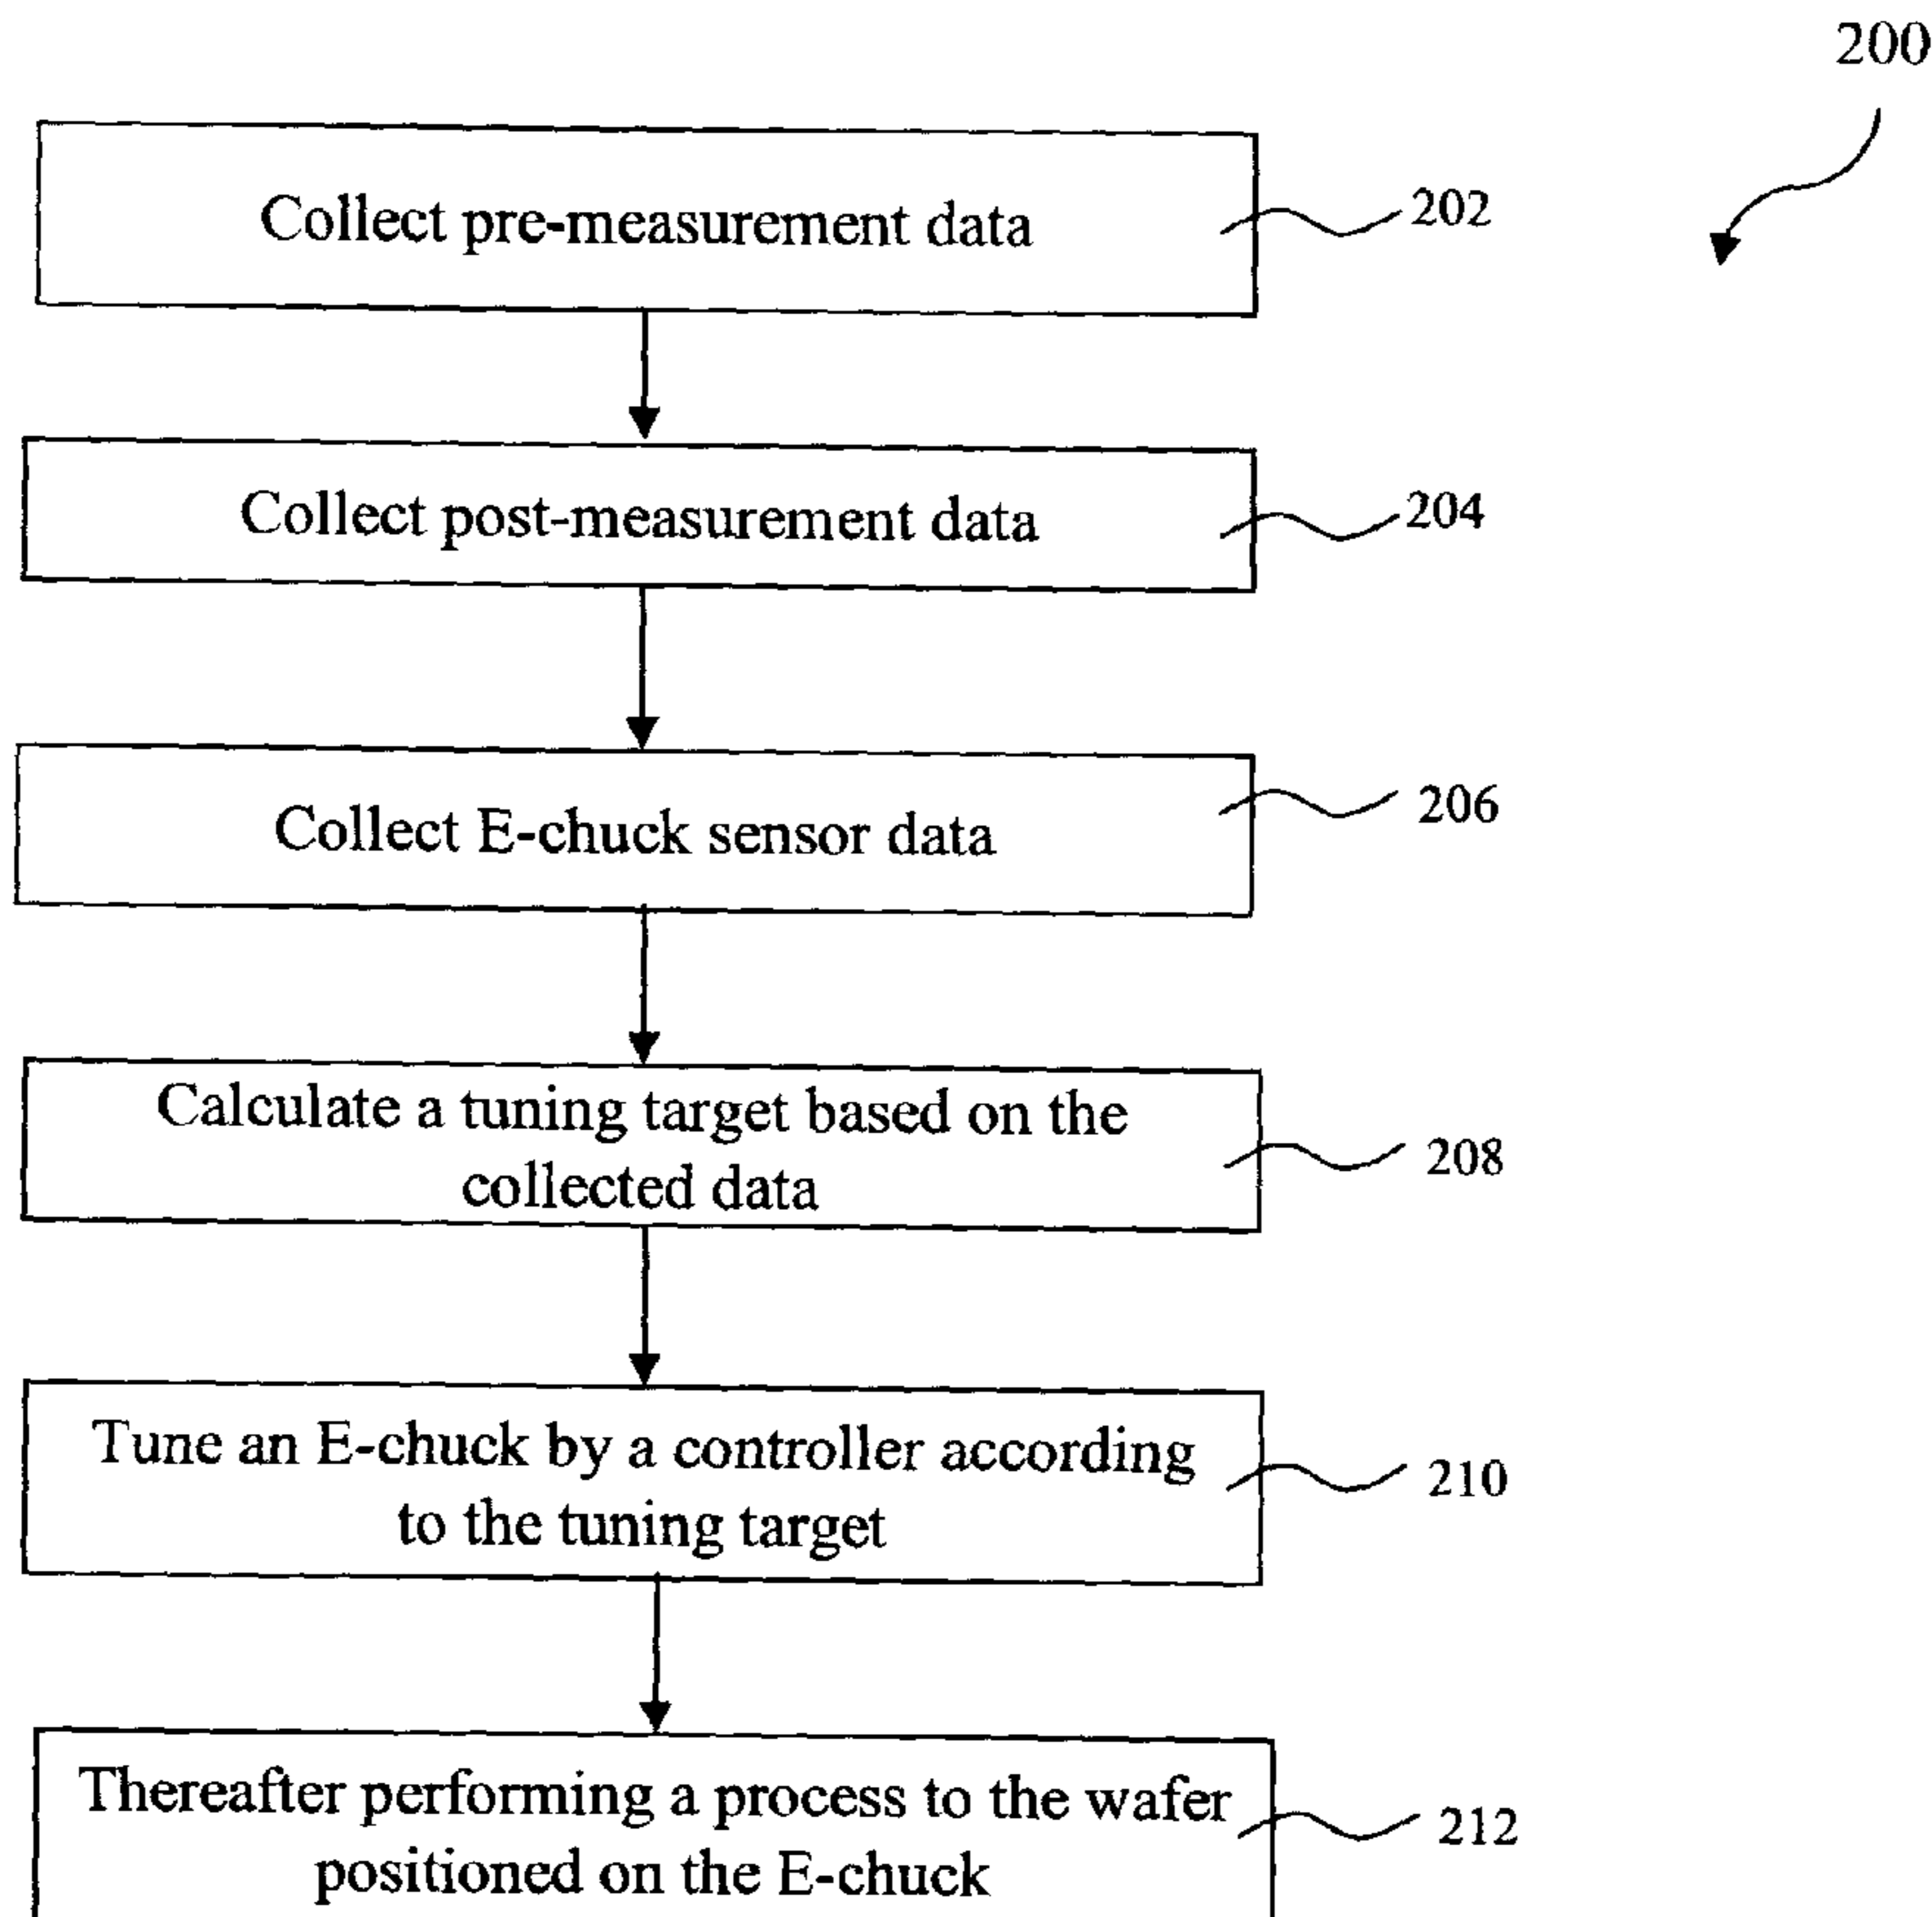 200
Collect pre-measurement data
202
Collect post-measurement data
204
Collect E-chuck sensor data
206
Calculate a tuning target based on the
collected data
208
Tune an E-chuck by a controller according
to the tuning target
210
Thereafter performing a process to the wafer
positioned on the E-chuck
212